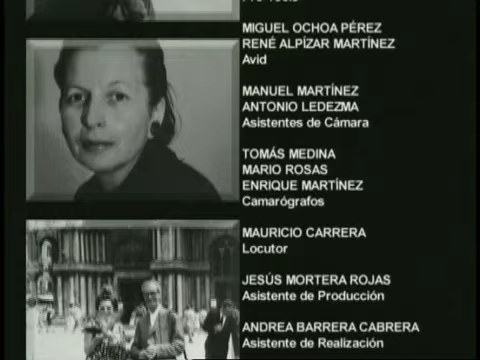 MIGUEL OCHOA PÉREZ
RENÉ ALPÍZAR MARTÍNEZ
Avid
MANUEL MARTÍNEZ
ANTONIO LEDEZMA
Asistentes de Cámara
TOMÁS MEDINA
MARIO ROSAS
ENRIQUE MARTÍNEZ
Camarógrafos
MAURICIO CARRERA
Locutor
JESÚS MORTERA ROJAS
Asistente de Producción
ANDREA BARRERA CABRERA
Asistente de Realización